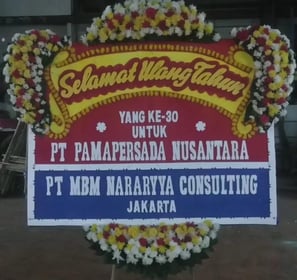 Selamat Ulang Tahun
YANG KE-30
UNTUK
PT PAMAPERSADA NUSANTARA
PT MBM NARARYYA CONSULTING
JAKARTA